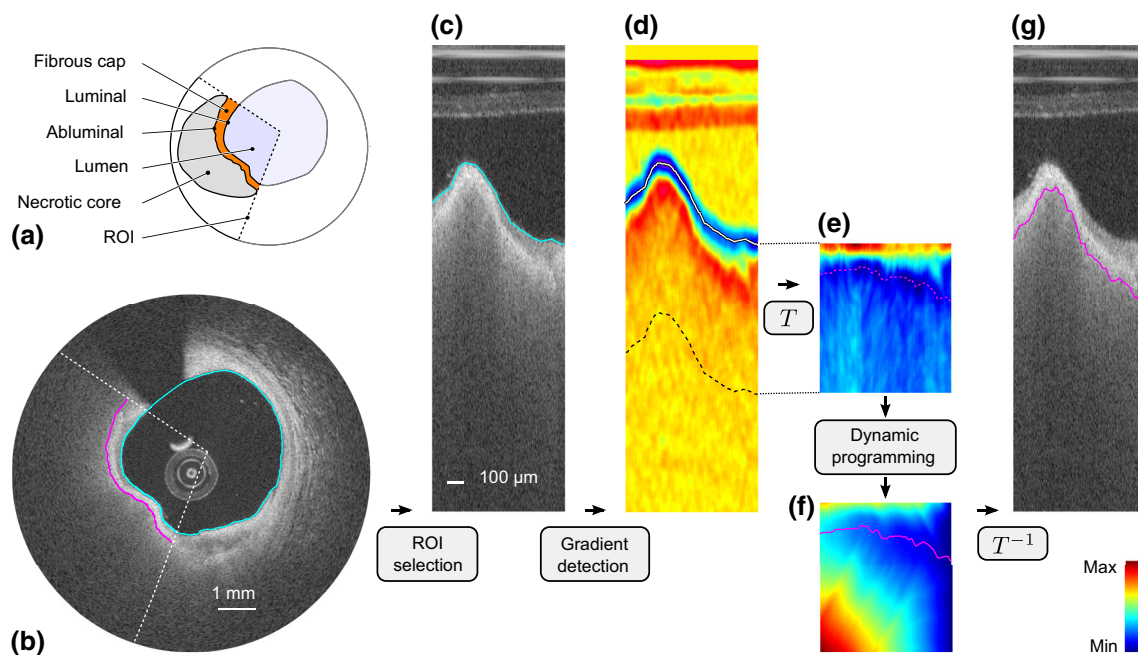 (a)
Fibrous cap
Luminal
Abluminal
Lumen
Necrotic core
ROI
(b)
1 mm
ROI
selection
(c)
100 µm
Gradient
detection
(d)
T
(e)
Dynamic
programming
(f)
T⁻¹
(g)
Max
Min